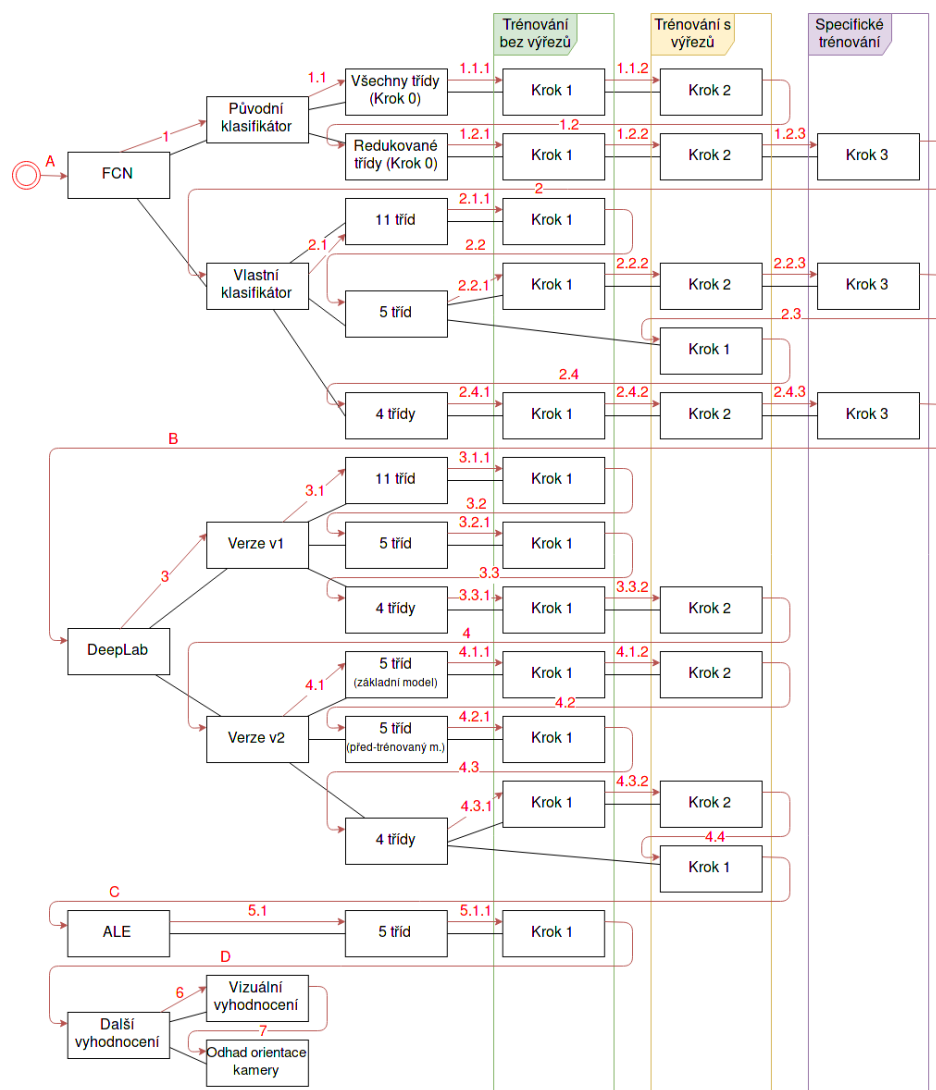 Trénování
bez výřezů
Trénování s
výřezů
Specifické
trénování
A
FCN
1
Původní
klasifikátor
1.1
Všechny třídy
(Krok 0)
1.1.1
Krok 1
1.1.2
Krok 2
1.2
Redukované
třídy (Krok 0)
1.2.1
Krok 1
1.2.2
Krok 2
1.2.3
Krok 3
2
Vlastní
klasifikátor
2.1
11 tříd
2.1.1
Krok 1
2.2
5 tříd
2.2.1
Krok 1
2.2.2
Krok 2
2.2.3
Krok 3
2.3
Krok 1
2.4
4 třídy
2.4.1
Krok 1
2.4.2
Krok 2
2.4.3
Krok 3
B
DeepLab
3
Verze v1
3.1
11 tříd
3.1.1
Krok 1
3.2
5 tříd
3.2.1
Krok 1
3.3
4 třídy
3.3.1
Krok 1
3.3.2
Krok 2
4
Verze v2
4.1
5 tříd
(základní model)
4.1.1
Krok 1
4.1.2
Krok 2
4.2
5 tříd
(před-trénovaný m.)
4.2.1
Krok 1
4.3
4 třídy
4.3.1
Krok 1
4.3.2
Krok 2
4.4
Krok 1
C
ALE
5.1
5 tříd
5.1.1
Krok 1
D
Další
vyhodnocení
6
Vizuální
vyhodnocení
7
Odhad orientace
kamery